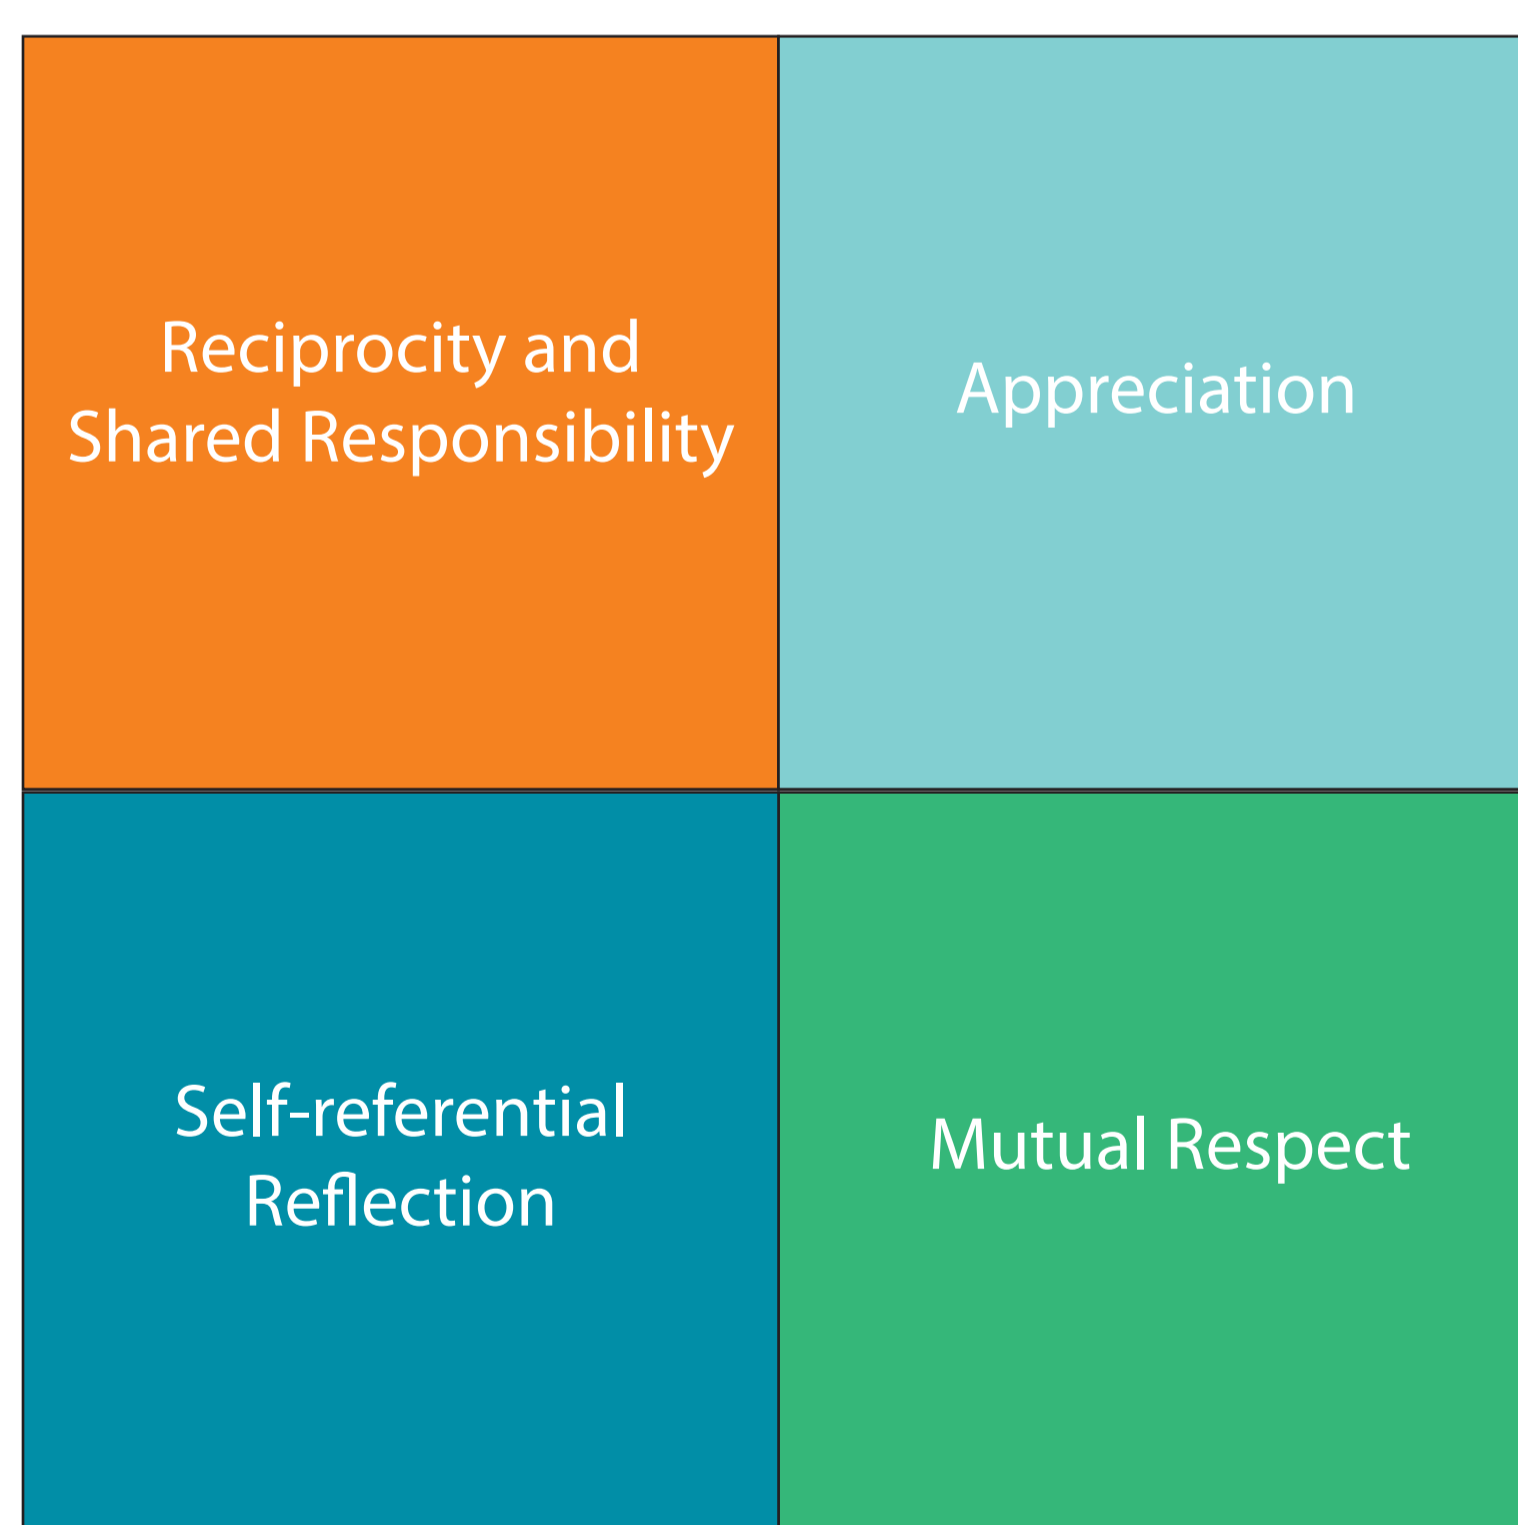 Reciprocity and
Shared Responsibility
Appreciation
Self-referential
Reflection
Mutual Respect